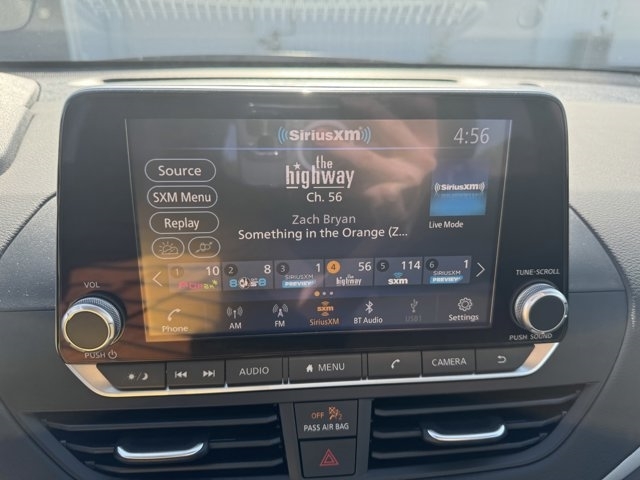 ((SiriusXM))
4:56
Source
the highway
SXM Menu
Ch. 56
((SiriusXM))
Replay
Zach Bryan
Live Mode
Something in the Orange (Z...
1 10
2 8
3 1
4 56
5 114
6 1
SIRIUSXM PREVIEW
highway
sxm
SIRIUSXM PREVIEW
VOL
TUNE·SCROLL
Phone
AM
FM
sxm
SiriusXM
BT Audio
USB1
Settings
PUSH
PUSH SOUND
AUDIO
MENU
CAMERA
OFF
PASS AIR BAG